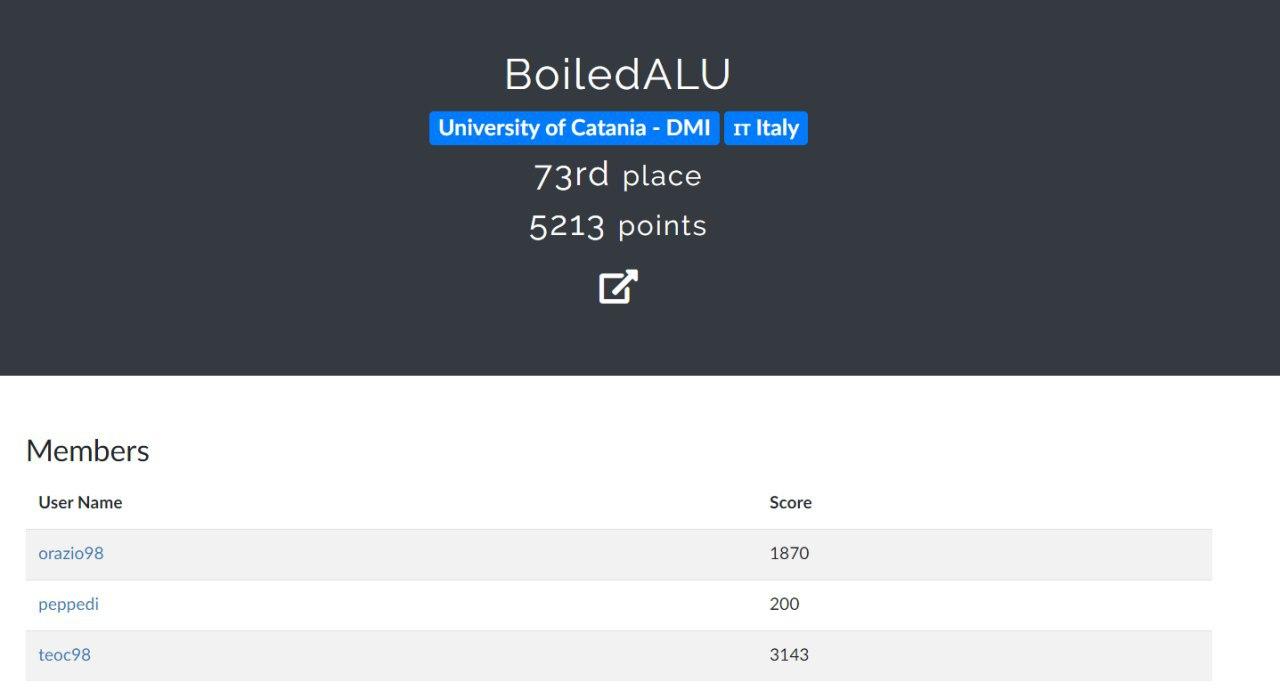 BoiledALU
University of Catania - DMI IT Italy
73rd place
5213 points
Members
User Name Score
orazio98 1870
peppedi 200
teoc98 3143